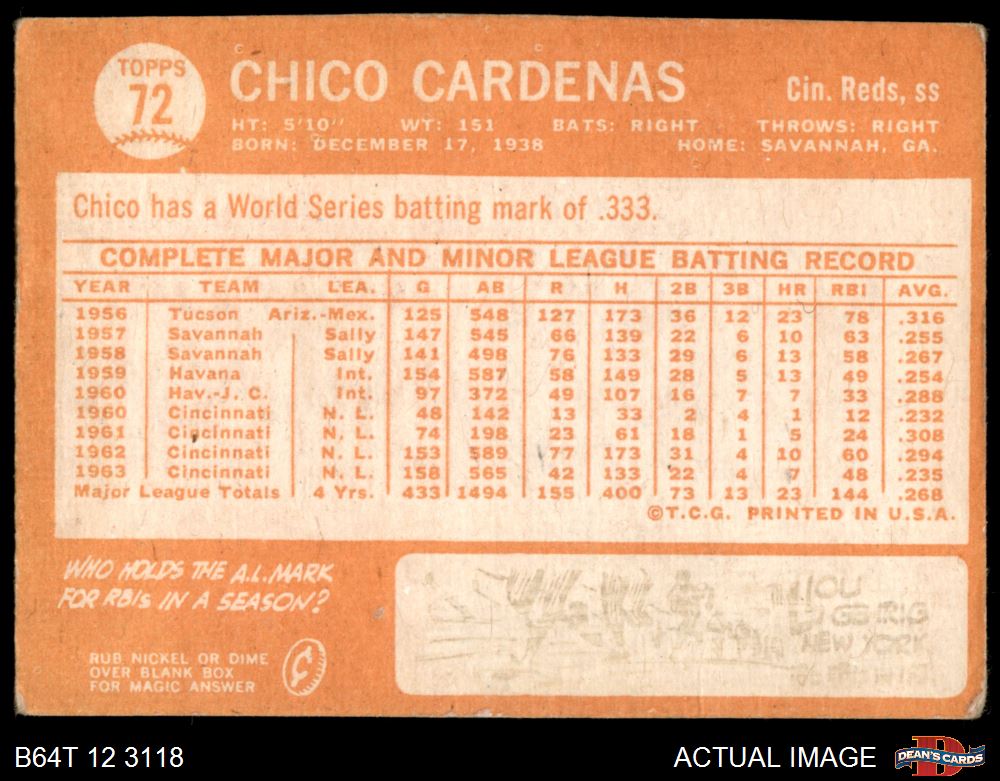 TOPPS
72
CHICO CARDENAS
Cin. Reds, ss
HT: 5'10" WT: 151 BATS: RIGHT THROWS: RIGHT
BORN: DECEMBER 17, 1938 HOME: SAVANNAH, GA.
Chico has a World Series batting mark of .333.
COMPLETE MAJOR AND MINOR LEAGUE BATTING RECORD
YEAR TEAM LEA. G AB R H 2B 3B HR RBI AVG.
1956 Tucson Ariz.-Mex. 125 548 127 173 36 12 23 78 .316
1957 Savannah Sally 147 545 66 139 22 6 10 63 .255
1958 Savannah Sally 141 498 76 133 29 6 13 58 .267
1959 Havana Int. 154 587 58 149 28 5 13 49 .254
1960 Hav.-J. C. Int. 97 372 49 107 16 7 7 33 .288
1960 Cincinnati N. L. 48 142 13 33 2 4 1 12 .232
1961 Cincinnati N. L. 74 198 23 61 18 1 5 24 .308
1962 Cincinnati N. L. 153 589 77 173 31 4 10 60 .294
1963 Cincinnati N. L. 158 565 42 133 22 4 7 48 .235
Major League Totals 4 Yrs. 433 1494 155 400 73 13 23 144 .268
©T.C.G. PRINTED IN U.S.A.
WHO HOLDS THE A.L. MARK
FOR RBIs IN A SEASON?
RUB NICKEL OR DIME
OVER BLANK BOX
FOR MAGIC ANSWER
LOU
GEHRIG
NEW YORK
B64T 12 3118
ACTUAL IMAGE
DEAN'S CARDS